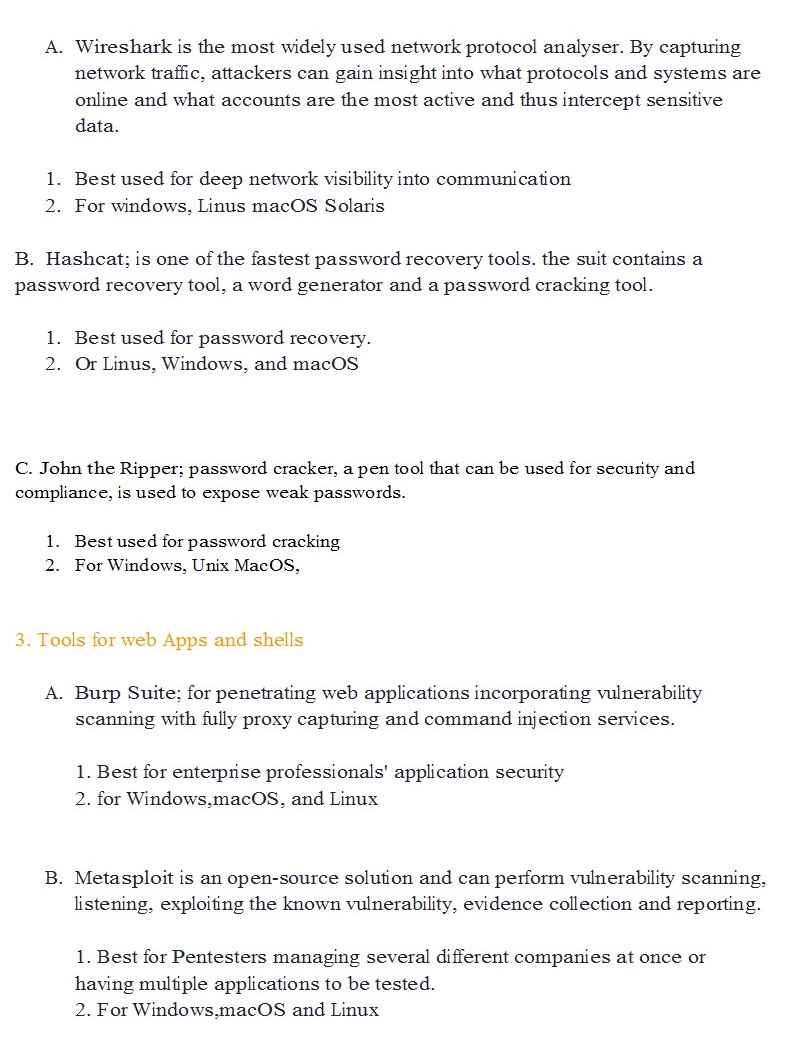 A. Wireshark is the most widely used network protocol analyser. By capturing
network traffic, attackers can gain insight into what protocols and systems are
online and what accounts are the most active and thus intercept sensitive
data.
1. Best used for deep network visibility into communication
2. For windows, Linus macOS Solaris
B. Hashcat; is one of the fastest password recovery tools. the suit contains a
password recovery tool, a word generator and a password cracking tool.
1. Best used for password recovery.
2. Or Linus, Windows, and macOS
C. John the Ripper; password cracker, a pen tool that can be used for security and
compliance, is used to expose weak passwords.
1. Best used for password cracking
2. For Windows, Unix MacOS,
3. Tools for web Apps and shells
A. Burp Suite; for penetrating web applications incorporating vulnerability
scanning with fully proxy capturing and command injection services.
1. Best for enterprise professionals' application security
2. for Windows,macOS, and Linux
B. Metasploit is an open-source solution and can perform vulnerability scanning,
listening, exploiting the known vulnerability, evidence collection and reporting.
1. Best for Pentesters managing several different companies at once or
having multiple applications to be tested.
2. For Windows,macOS and Linux